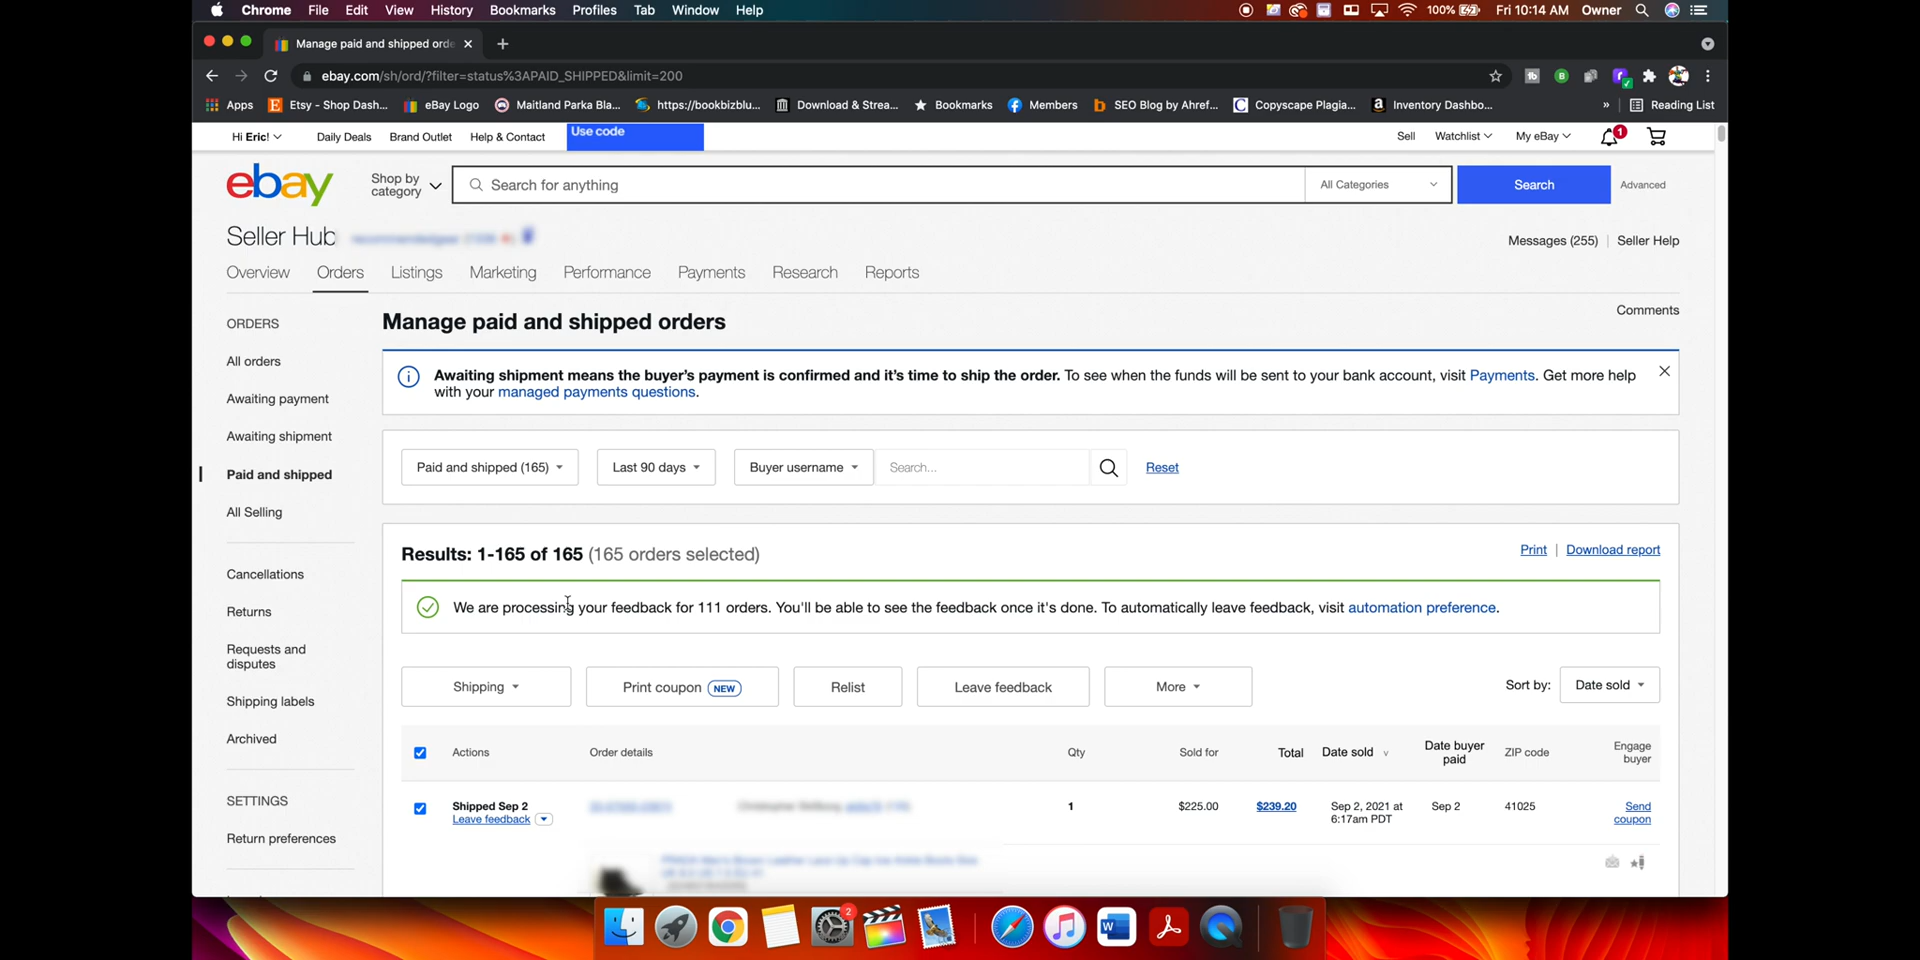 Chrome File Edit View History Bookmarks Profiles Tab Window Help 100% Fri 10:14 AM Owner
Manage paid and shipped orde
ebay.com/sh/ord/?filter=status%3APAID_SHIPPED&limit=200
Apps Etsy - Shop Dash... eBay Logo Maitland Parka Bla... https://bookbizblu... Download & Strea... Bookmarks Members SEO Blog by Ahref... Copyscape Plagia... Inventory Dashbo... » Reading List
Hi Eric! Daily Deals Brand Outlet Help & Contact Use code Sell Watchlist My eBay 1
ebay Shop by category Search for anything All Categories Search Advanced
Seller Hub Messages (255) | Seller Help
Overview Orders Listings Marketing Performance Payments Research Reports
Comments
ORDERS
All orders
Awaiting payment
Awaiting shipment
Paid and shipped
All Selling
Cancellations
Returns
Requests and
disputes
Shipping labels
Archived
SETTINGS
Return preferences
Manage paid and shipped orders
Awaiting shipment means the buyer's payment is confirmed and it's time to ship the order. To see when the funds will be sent to your bank account, visit Payments. Get more help
with your managed payments questions.
Paid and shipped (165) Last 90 days Buyer username Search... Reset
Results: 1-165 of 165 (165 orders selected) Print | Download report
We are processing your feedback for 111 orders. You'll be able to see the feedback once it's done. To automatically leave feedback, visit automation preference.
Shipping Print coupon NEW Relist Leave feedback More Sort by: Date sold
Actions Order details Qty Sold for Total Date sold Date buyer paid ZIP code Engage buyer
Shipped Sep 2 1 $225.00 $239.20 Sep 2, 2021 at Sep 2 41025 Send
Leave feedback 6:17am PDT coupon
2